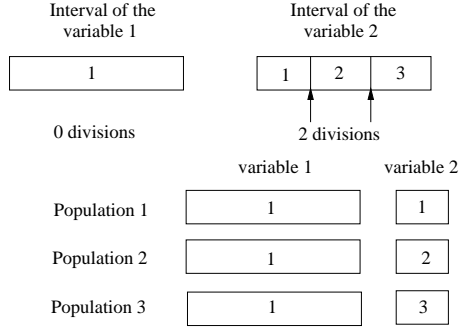 Interval of the
variable 1
Interval of the
variable 2
1
1 2 3
0 divisions
2 divisions
variable 1 variable 2
Population 1 1 1
Population 2 1 2
Population 3 1 3